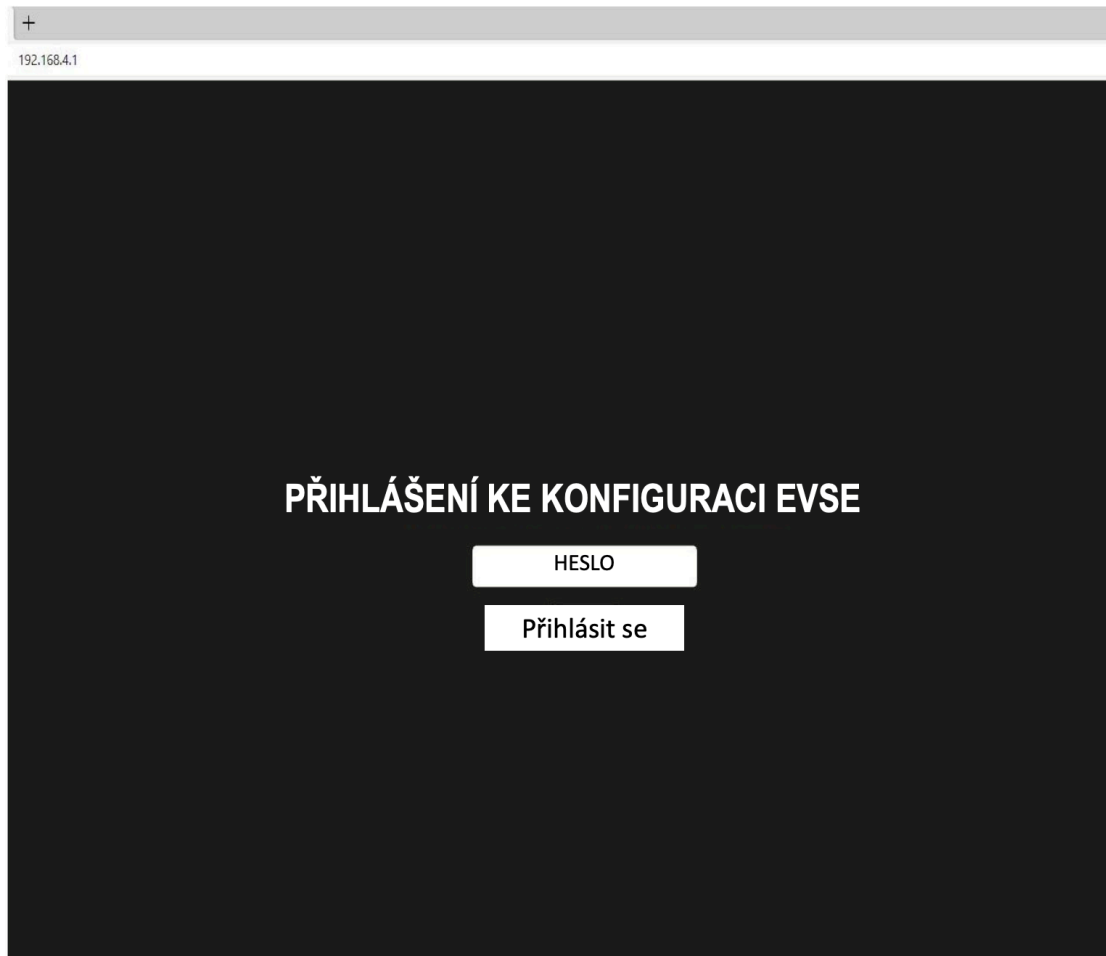 +
192.168.4.1
PŘIHLÁŠENÍ KE KONFIGURACI EVSE
HESLO
Přihlásit se